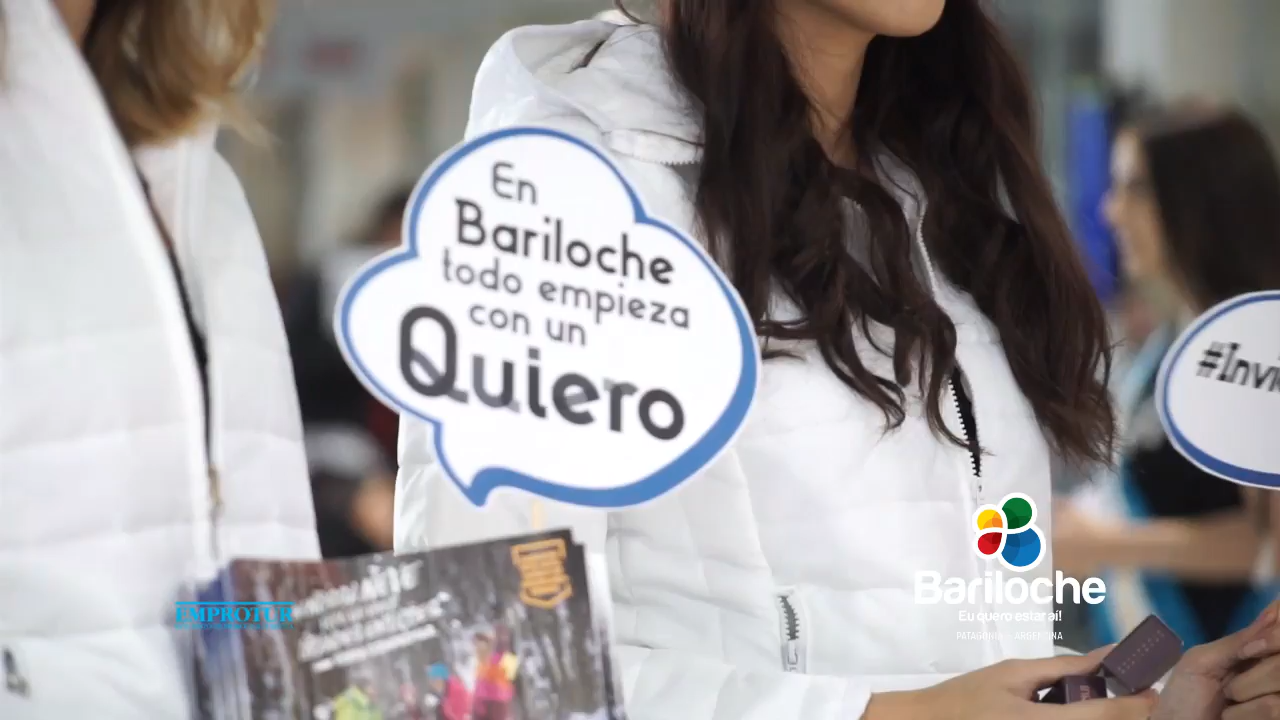 En
Bariloche
todo empieza
con un
Quiero
#Invi
EMPROTUR
Bariloche
Eu quero estar aí!
PATAGONIA - ARGENTINA